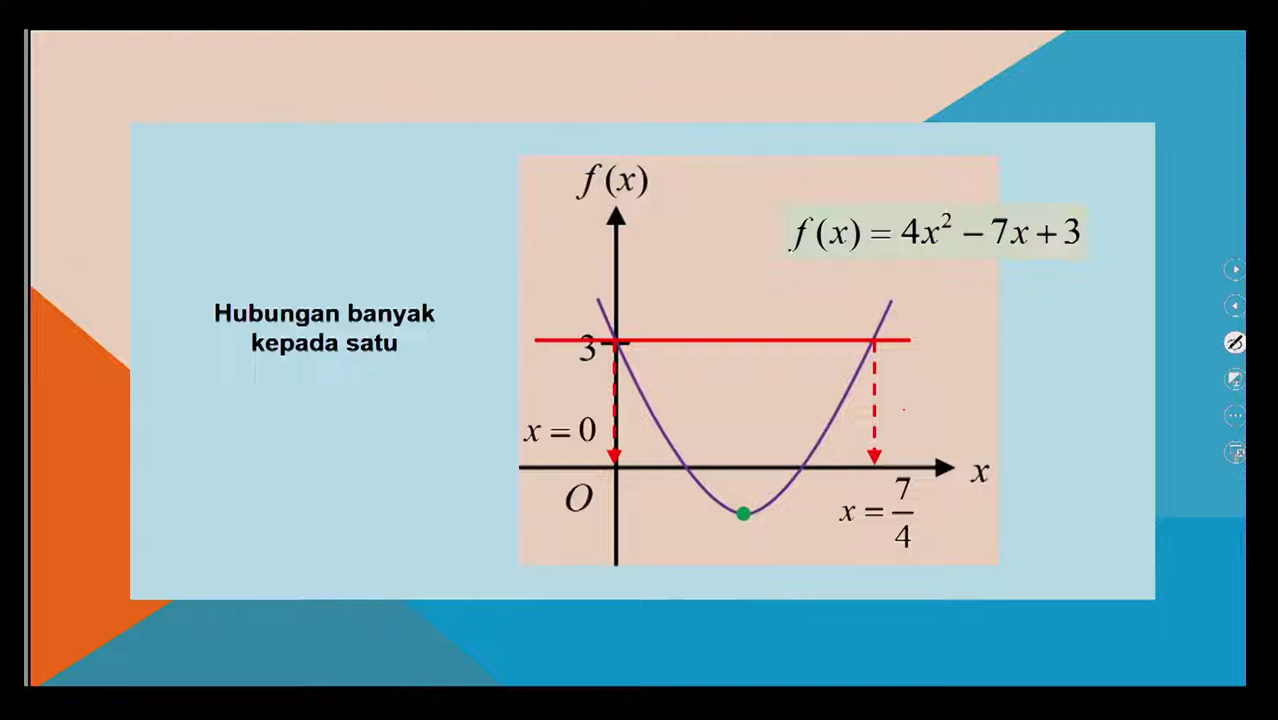 f(x)
f(x) = 4x² − 7x + 3
Hubungan banyak
kepada satu
3
x = 0
O
x
x = 7/4